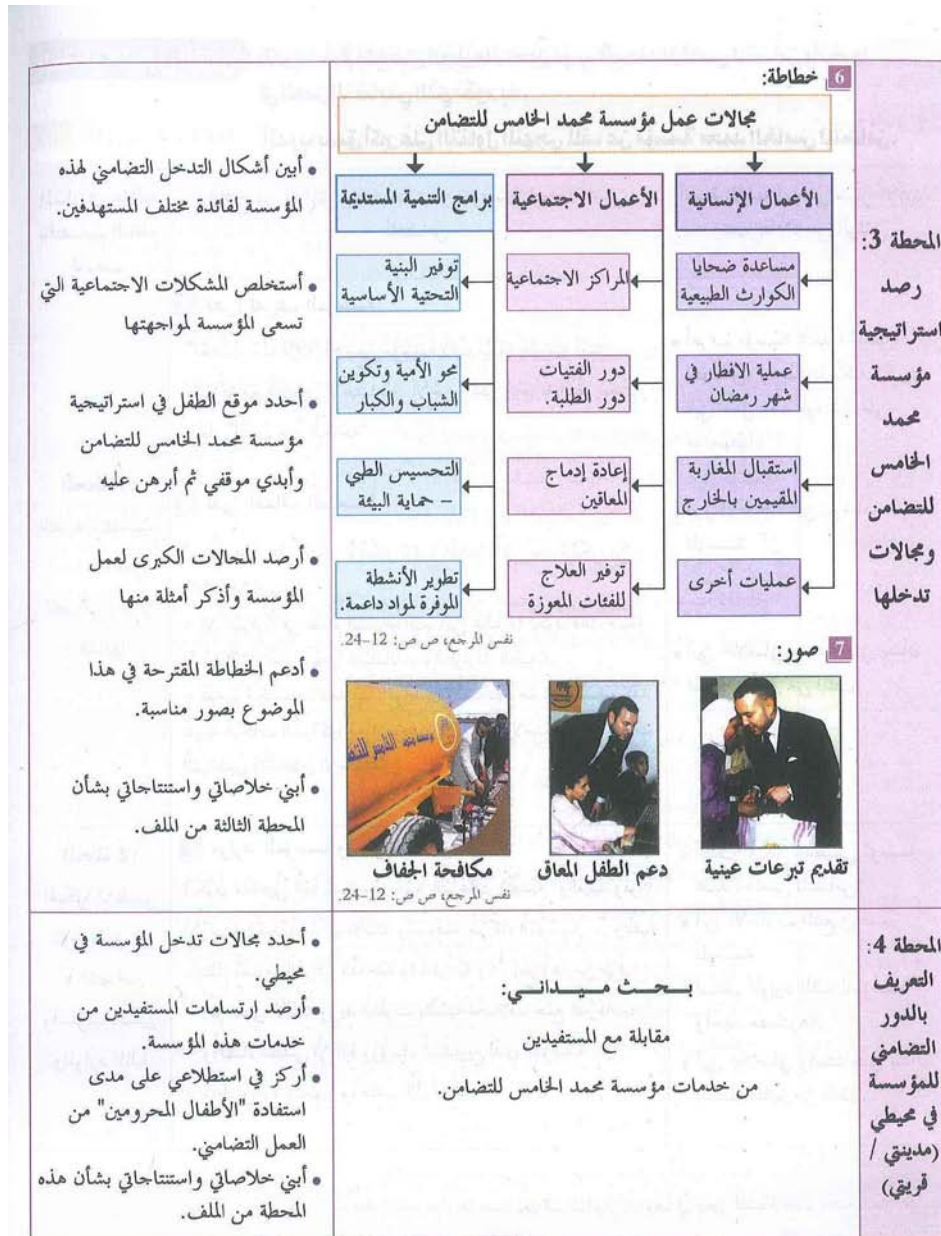 المحطة 3:
رصد
استراتيجية
مؤسسة
محمد
الخامس
للتضامن
ومجالات
تدخلها
6 خطاطة:
مجالات عمل مؤسسة محمد الخامس للتضامن
الأعمال الإنسانية
مساعدة ضحايا
الكوارث الطبيعية
عملية الافطار في
شهر رمضان
استقبال المغاربة
المقيمين بالخارج
عمليات أخرى
الأعمال الاجتماعية
المراكز الاجتماعية
دور الفتيات
دور الطلبة
إعادة إدماج
المعاقين
توفير العلاج
للفئات المعوزة
برامج التنمية المستديمة
توفير البنية
التحتية الأساسية
محو الأمية وتكوين
الشباب والكبار
التحسيس الطبي
– حماية البيئة
تطوير الأنشطة
الموفرة لمواد داعمة.
نفس المرجع، ص ص: 12–24.
7 صور:
مؤسسة محمد الخامس للتضا
تقديم تبرعات عينية
دعم الطفل المعاق
مكافحة الجفاف
نفس المرجع، ص ص: 12–24.
• أبين أشكال التدخل التضامني لهذه
المؤسسة لفائدة مختلف المستهدفين.
• أستخلص المشكلات الاجتماعية التي
تسعى المؤسسة لمواجهتها
• أحدد موقع الطفل في استراتيجية
مؤسسة محمد الخامس للتضامن
وأبدي موقفي ثم أبرهن عليه
• أرصد المجالات الكبرى لعمل
المؤسسة وأذكر أمثلة منها
• أدعم الخطاطة المقترحة في هذا
الموضوع بصور مناسبة.
• أبني خلاصاتي واستنتاجاتي بشأن
المحطة الثالثة من الملف.
المحطة 4:
التعريف
بالدور
التضامني
للمؤسسة
في محيطي
(مدينتي /
قريتي)
بـــحـــث مـــــيـــدانـــــي:
مقابلة مع المستفيدين
من خدمات مؤسسة محمد الخامس للتضامن.
• أحدد مجالات تدخل المؤسسة في
محيطي.
• أرصد إرتسامات المستفيدين من
خدمات هذه المؤسسة.
• أركز في استطلاعي على مدى
استفادة "الأطفال المحرومين" من
العمل التضامني.
• أبني خلاصاتي واستنتاجاتي بشأن هذه
المحطة من الملف.